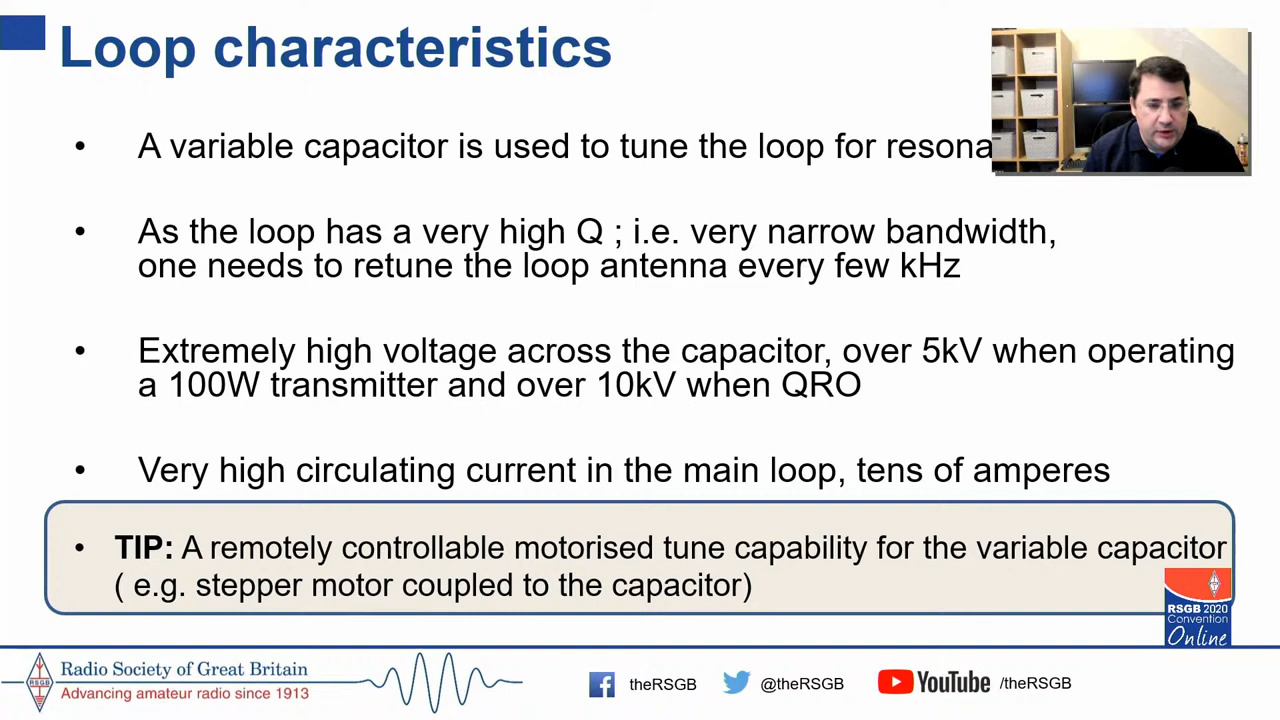 Loop characteristics
• A variable capacitor is used to tune the loop for resona
• As the loop has a very high Q ; i.e. very narrow bandwidth,
one needs to retune the loop antenna every few kHz
• Extremely high voltage across the capacitor, over 5kV when operating
a 100W transmitter and over 10kV when QRO
• Very high circulating current in the main loop, tens of amperes
• TIP: A remotely controllable motorised tune capability for the variable capacitor
( e.g. stepper motor coupled to the capacitor)
RSGB 2020
Convention
Online
RSGB
Radio Society of Great Britain
Advancing amateur radio since 1913
theRSGB
@theRSGB
YouTube /theRSGB